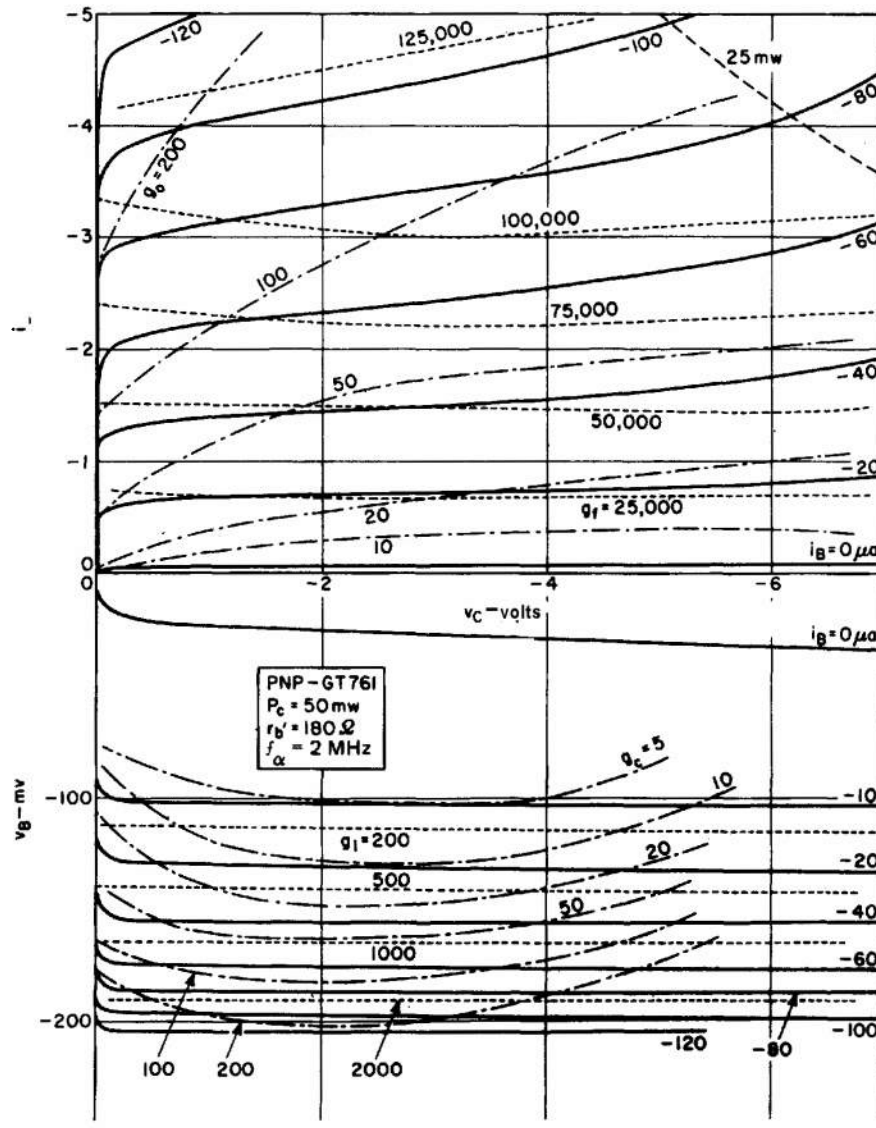 -5
-120
125,000
-100
25 mw
-80
-4
g₀=200
-3
100,000
100
-60
i_
75,000
-2
50
-40
50,000
-1
-20
20
g_f=25,000
10
i_B=0 μa
0
0
-2
-4
-6
v_C-volts
i_B=0 μa
PNP-GT761
P_c = 50 mw
r_b' = 180 Ω
f_α = 2 MHz
g_c=5
10
-100
-10
v_B-mv
g_i=200
20
-20
500
50
-40
1000
-60
-200
-120
-80
-100
100
200
2000